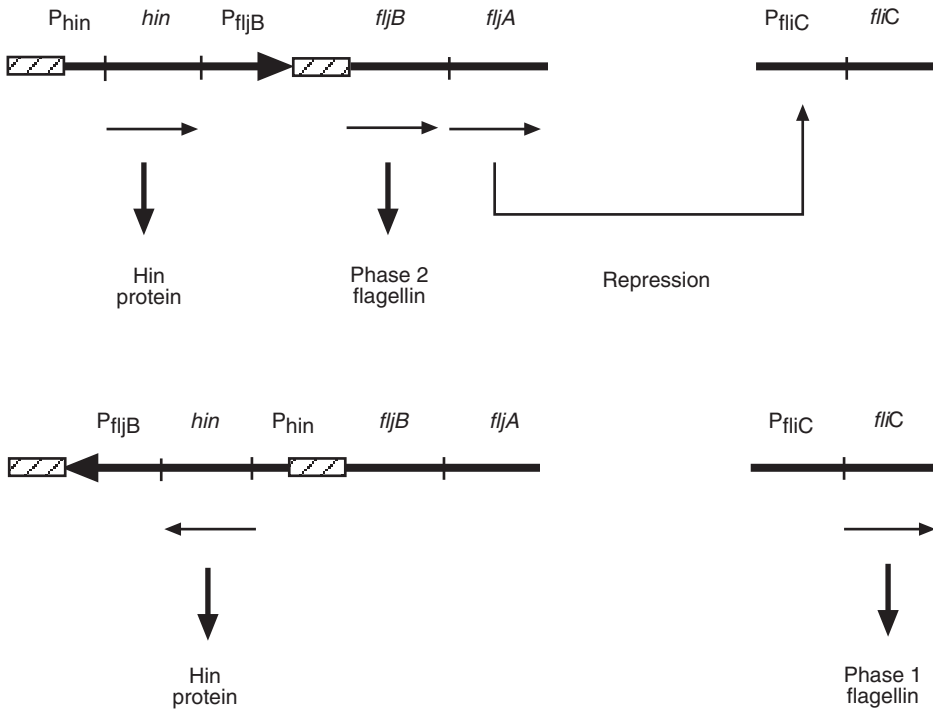 Phin hin PfljB fljB fljA PfliC fliC
Hin
protein
Phase 2
flagellin
Repression
PfljB hin Phin fljB fljA PfliC fliC
Hin
protein
Phase 1
flagellin